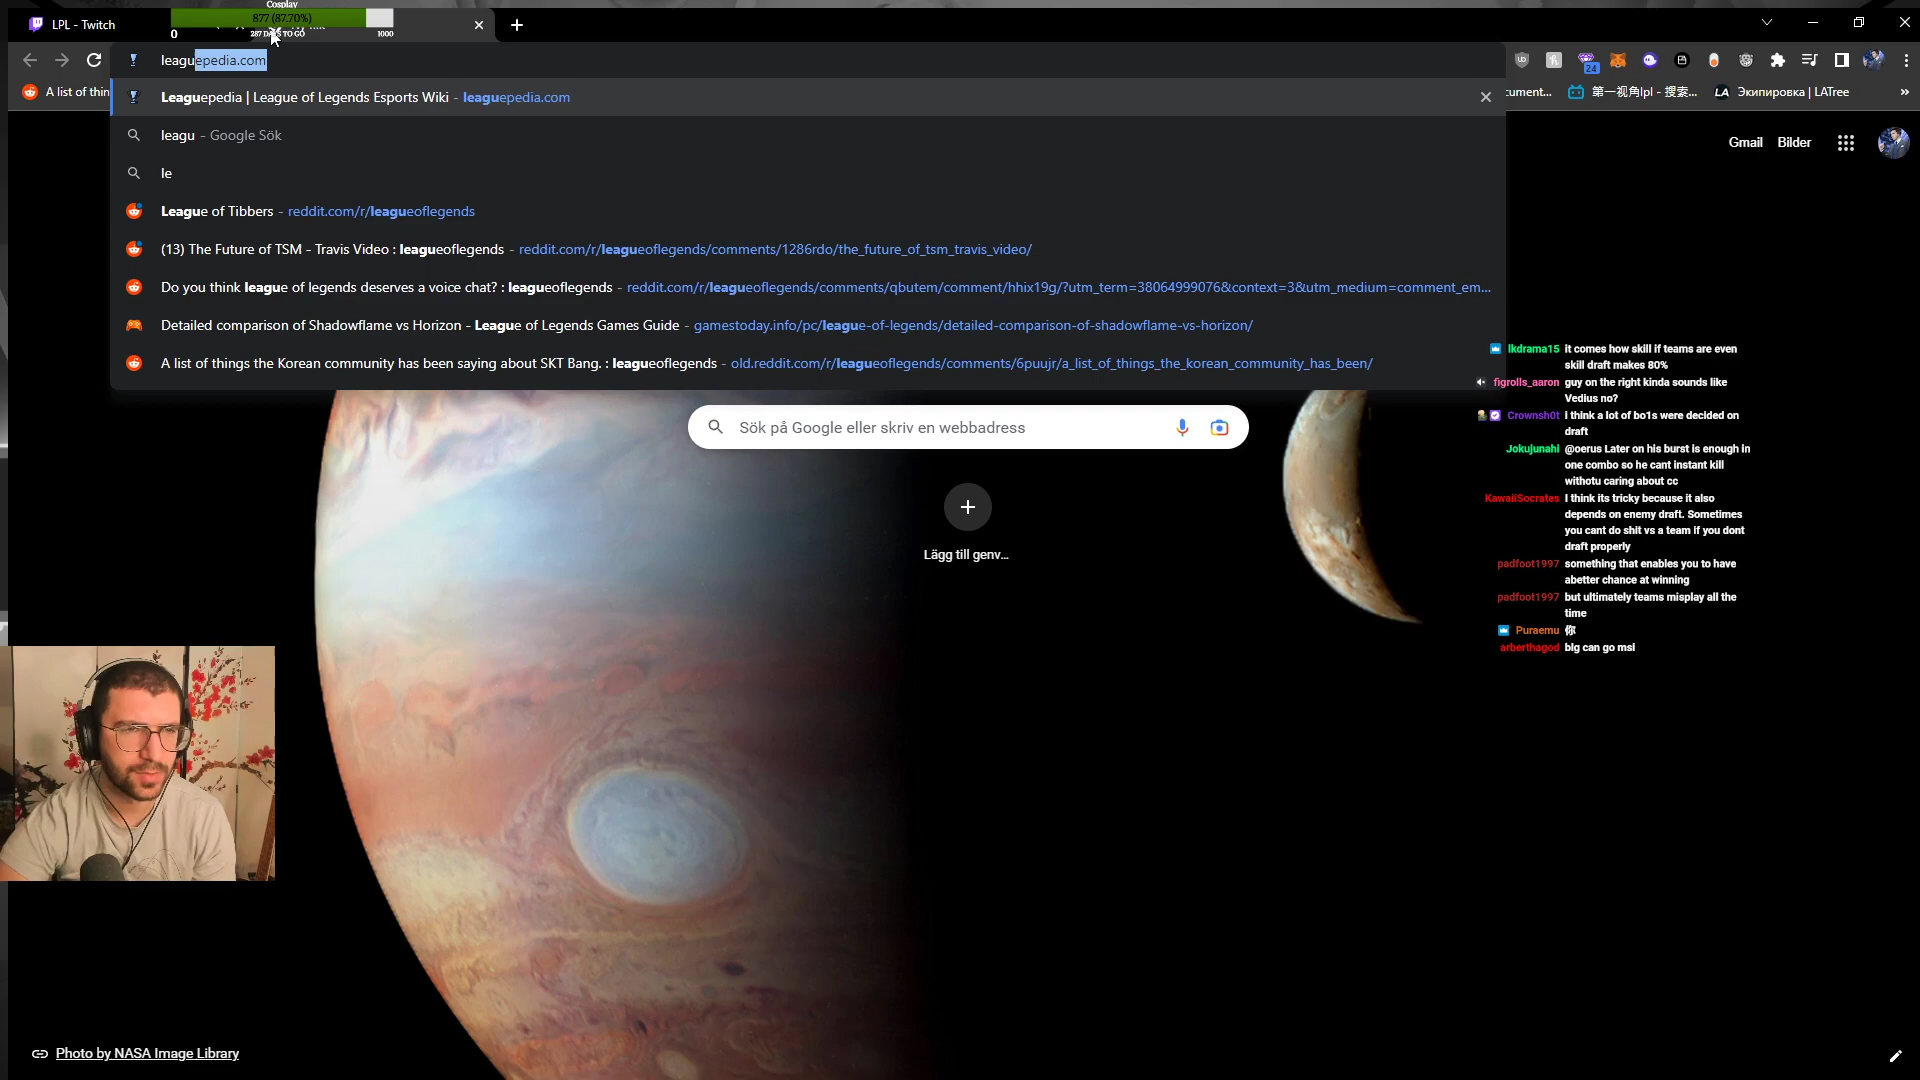 LPL - Twitch
Cosplay
877 (87.70%)
0
287 DAYS TO GO
1000
leaguepedia.com
24
A list of thin
cument...
第一视角lpl - 搜索...
LA Экипировка | LATree
»
Leaguepedia | League of Legends Esports Wiki - leaguepedia.com
leagu - Google Sök
le
League of Tibbers - reddit.com/r/leagueoflegends
(13) The Future of TSM - Travis Video : leagueoflegends - reddit.com/r/leagueoflegends/comments/1286rdo/the_future_of_tsm_travis_video/
Do you think league of legends deserves a voice chat? : leagueoflegends - reddit.com/r/leagueoflegends/comments/qbutem/comment/hhix19g/?utm_term=38064999076&context=3&utm_medium=comment_em...
Detailed comparison of Shadowflame vs Horizon - League of Legends Games Guide - gamestoday.info/pc/league-of-legends/detailed-comparison-of-shadowflame-vs-horizon/
A list of things the Korean community has been saying about SKT Bang. : leagueoflegends - old.reddit.com/r/leagueoflegends/comments/6puujr/a_list_of_things_the_korean_community_has_been/
Gmail Bilder
Sök på Google eller skriv en webbadress
Lägg till genv...
lkdrama15 it comes how skill if teams are even
skill draft makes 80%
figrolls_aaron guy on the right kinda sounds like
Vedius no?
Crownsh0t I think a lot of bo1s were decided on
draft
Jokujunahi @oerus Later on his burst is enough in
one combo so he cant instant kill
withotu caring about cc
KawaiiSocrates I think its tricky because it also
depends on enemy draft. Sometimes
you cant do shit vs a team if you dont
draft properly
padfoot1997 something that enables you to have
abetter chance at winning
padfoot1997 but ultimately teams misplay all the
time
Puraemu 你
arberthagod blg can go msi
Photo by NASA Image Library